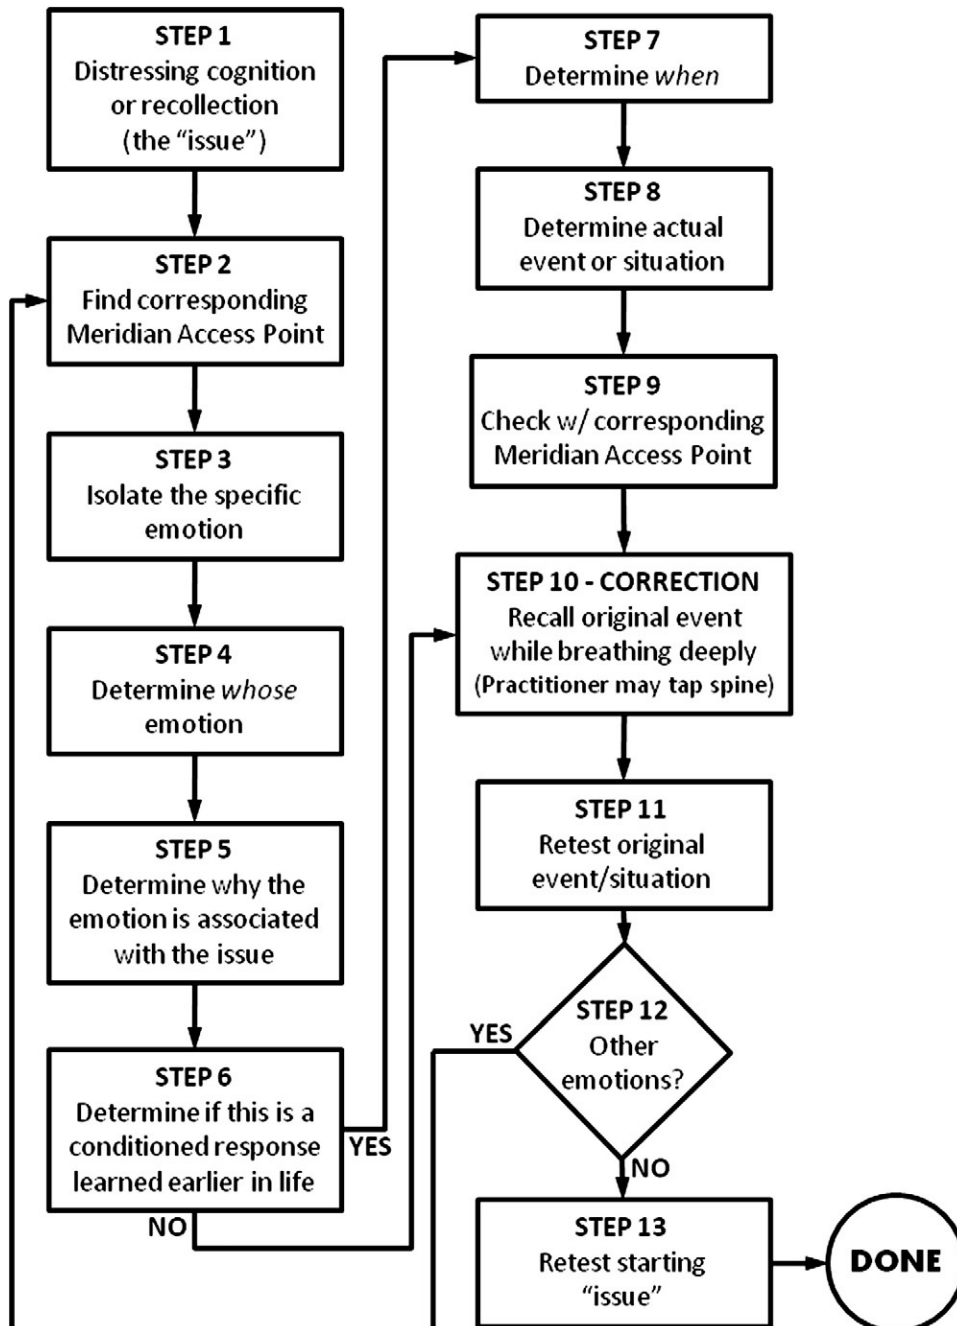 STEP 1
Distressing cognition
or recollection
(the “issue”)
STEP 2
Find corresponding
Meridian Access Point
STEP 3
Isolate the specific
emotion
STEP 4
Determine whose
emotion
STEP 5
Determine why the
emotion is associated
with the issue
STEP 6
Determine if this is a
conditioned response
learned earlier in life
YES
NO
STEP 7
Determine when
STEP 8
Determine actual
event or situation
STEP 9
Check w/ corresponding
Meridian Access Point
STEP 10 - CORRECTION
Recall original event
while breathing deeply
(Practitioner may tap spine)
STEP 11
Retest original
event/situation
STEP 12
Other
emotions?
YES
NO
STEP 13
Retest starting
“issue”
DONE